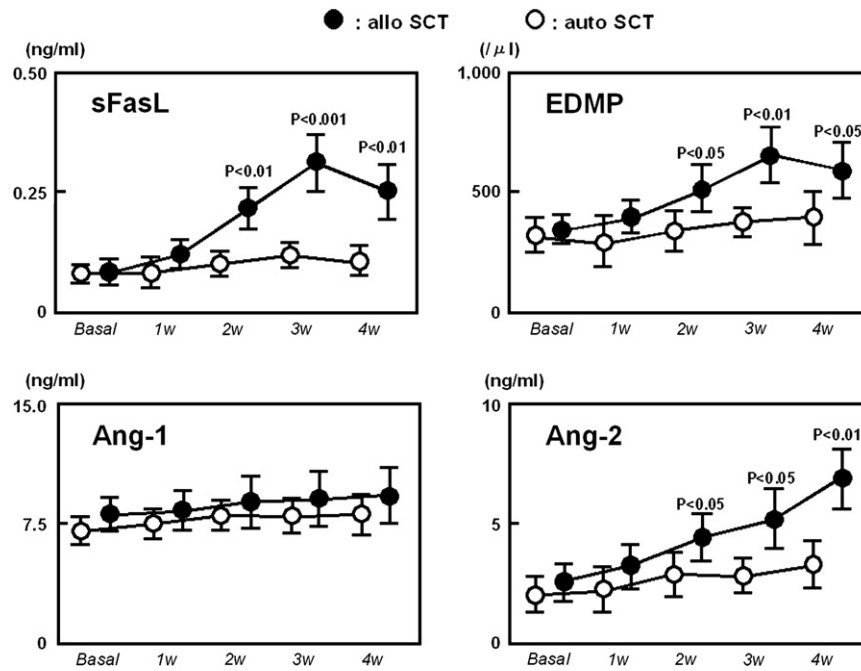 ● : allo SCT ○ : auto SCT
(ng/ml) (/μl)
0.50 sFasL P<0.01 P<0.001 P<0.01
0.25
0
Basal 1w 2w 3w 4w
1.000 EDMP P<0.05 P<0.01 P<0.05
500
0
Basal 1w 2w 3w 4w
(ng/ml) (ng/ml)
15.0 Ang-1
7.5
0
Basal 1w 2w 3w 4w
10 Ang-2 P<0.05 P<0.05 P<0.01
5
0
Basal 1w 2w 3w 4w